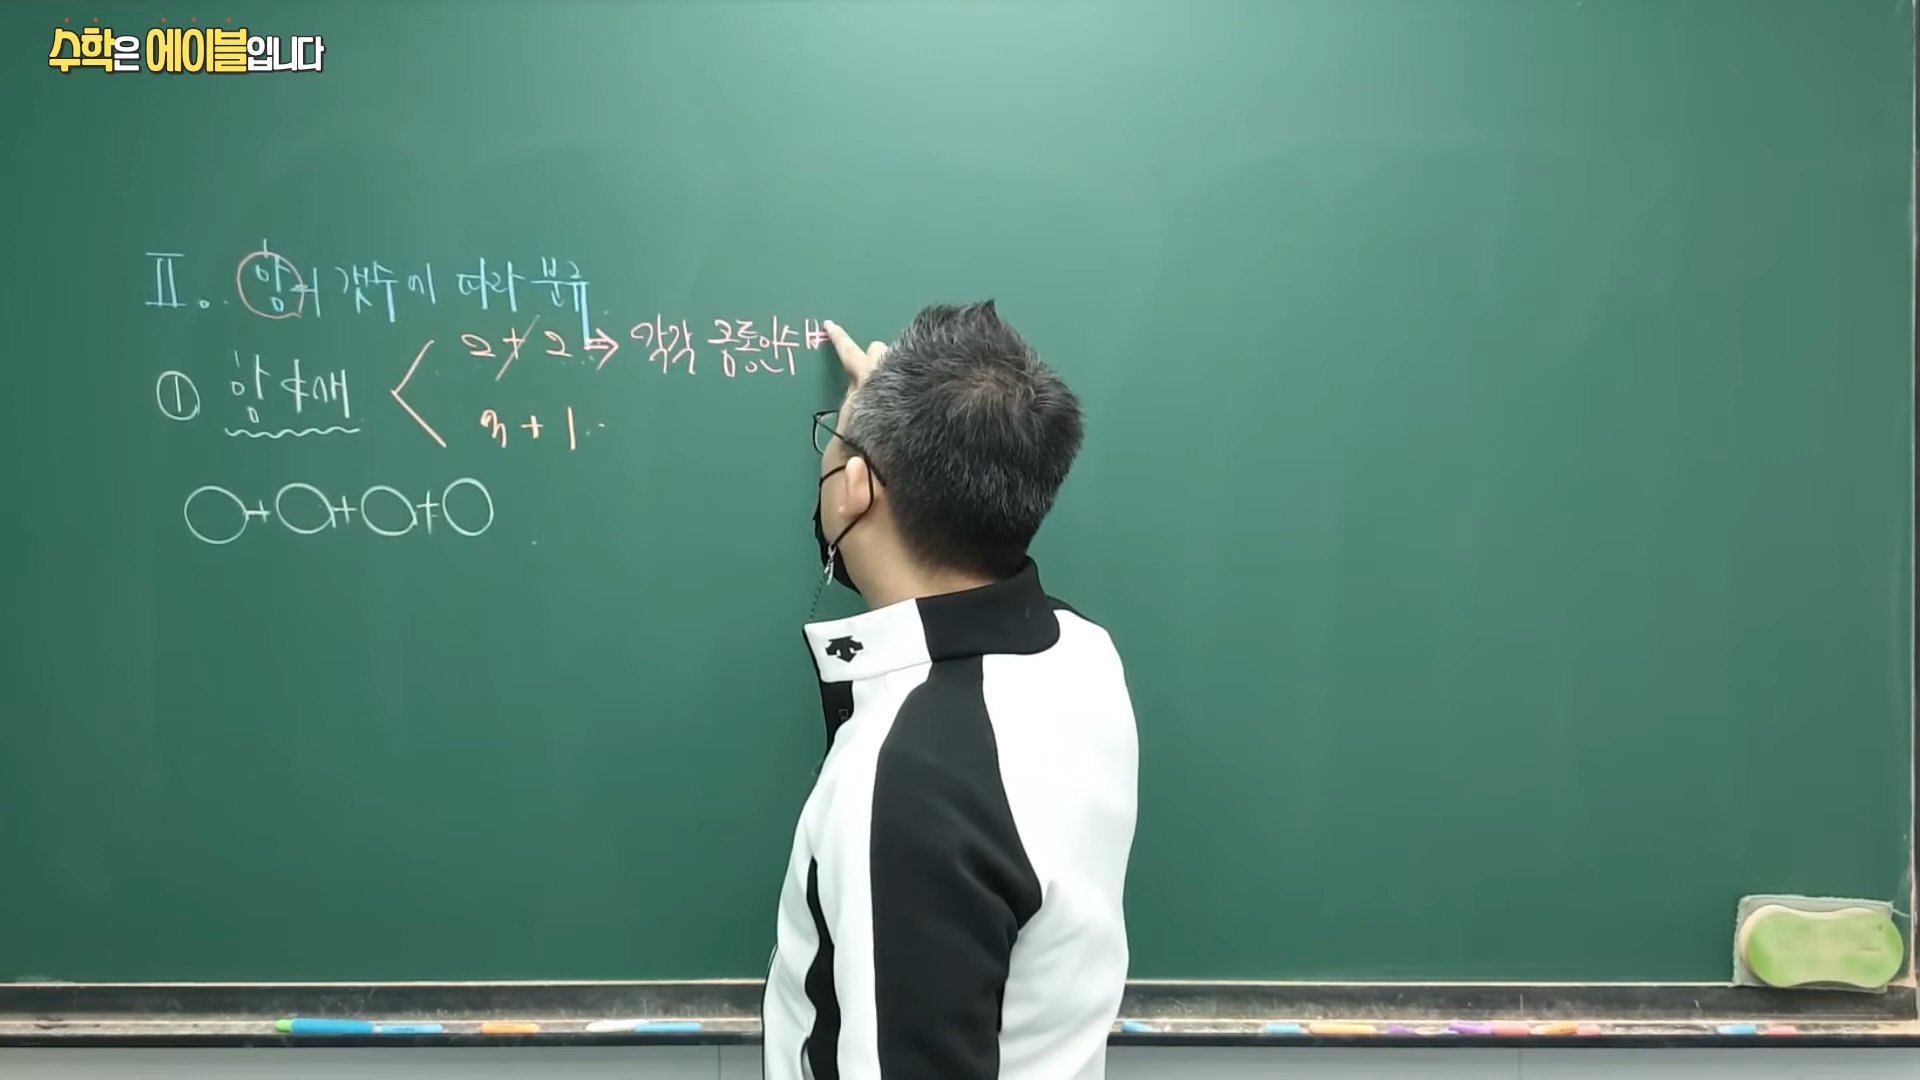 수학은 에이블입니다
Ⅱ. 항의 갯수에 따라 분류.
2+2 ⇒ 각각 공통인수
① 항 4개
3+1
○+○+○+○